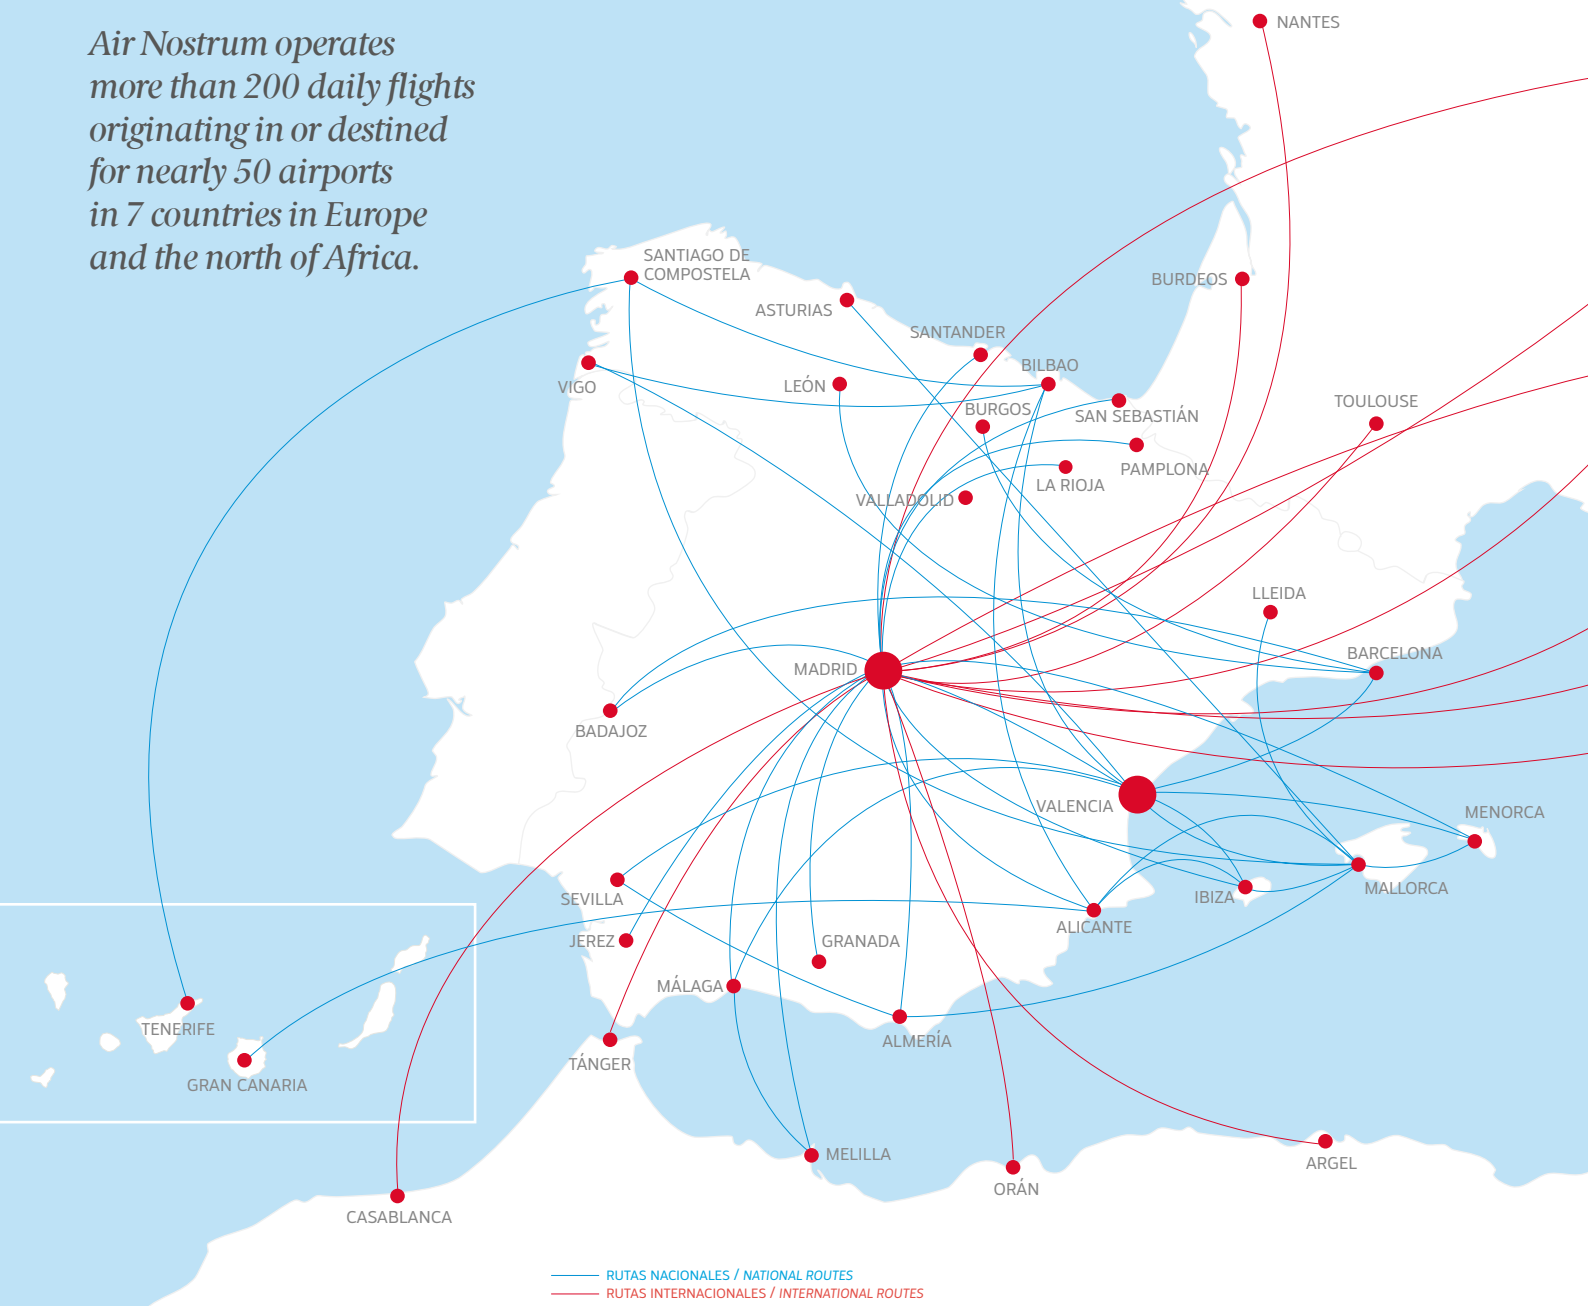 Air Nostrum operates
more than 200 daily flights
originating in or destined
for nearly 50 airports
in 7 countries in Europe
and the north of Africa.
NANTES
SANTIAGO DE
COMPOSTELA
BURDEOS
ASTURIAS
SANTANDER
BILBAO
VIGO
LEÓN
TOULOUSE
BURGOS
SAN SEBASTIÁN
PAMPLONA
LA RIOJA
VALLADOLID
LLEIDA
BARCELONA
MADRID
BADAJOZ
VALENCIA
MENORCA
MALLORCA
IBIZA
SEVILLA
ALICANTE
JEREZ
GRANADA
MÁLAGA
TENERIFE
ALMERÍA
TÁNGER
GRAN CANARIA
MELILLA
ARGEL
ORÁN
CASABLANCA
RUTAS NACIONALES / NATIONAL ROUTES
RUTAS INTERNACIONALES / INTERNATIONAL ROUTES